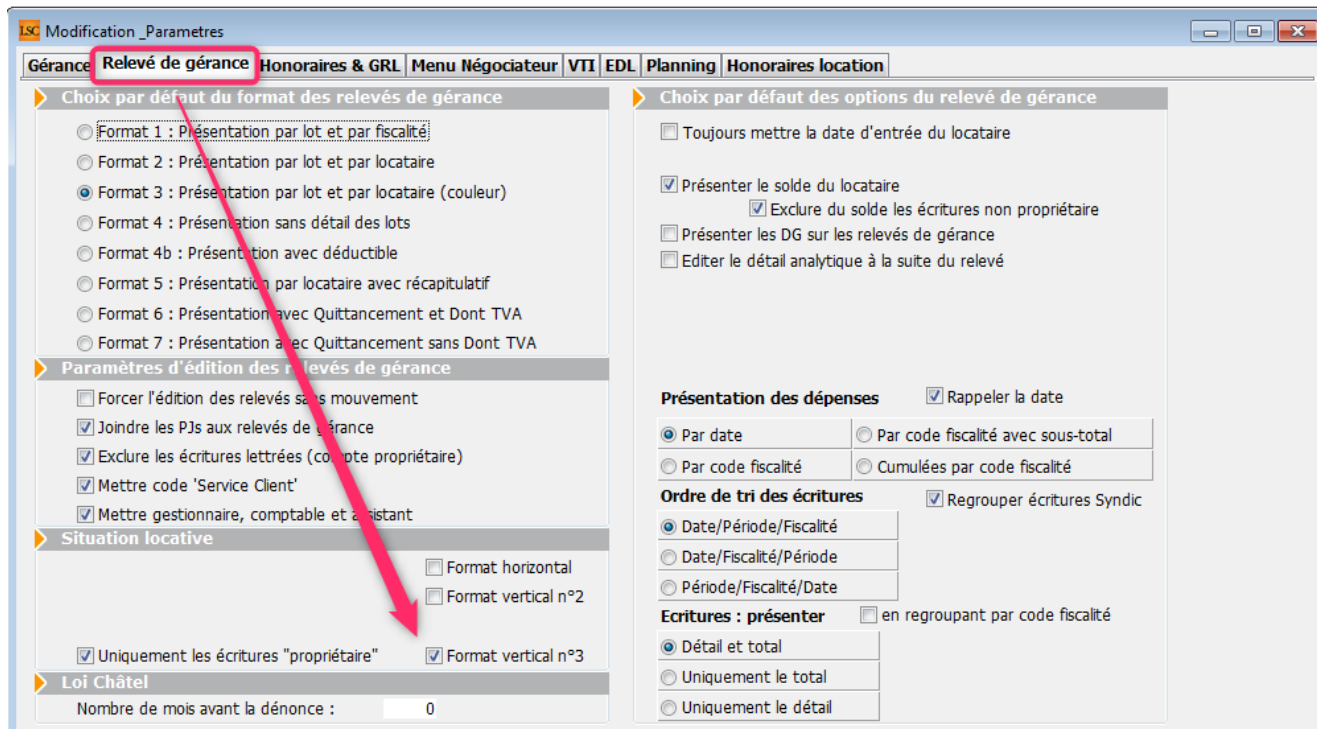 LSC Modification _Parametres
Gérance Relevé de gérance Honoraires & GRL Menu Négociateur VTI EDL Planning Honoraires location
Choix par défaut du format des relevés de gérance
Format 1 : Présentation par lot et par fiscalité
Format 2 : Présentation par lot et par locataire
Format 3 : Présentation par lot et par locataire (couleur)
Format 4 : Présentation sans détail des lots
Format 4b : Présentation avec déductible
Format 5 : Présentation par locataire avec récapitulatif
Format 6 : Présentation avec Quittancement et Dont TVA
Format 7 : Présentation avec Quittancement sans Dont TVA
Paramètres d'édition des relevés de gérance
Forcer l'édition des relevés sans mouvement
Joindre les PJs aux relevés de gérance
Exclure les écritures lettrées (compte propriétaire)
Mettre code 'Service Client'
Mettre gestionnaire, comptable et assistant
Situation locative
Format horizontal
Format vertical n°2
Uniquement les écritures "propriétaire" Format vertical n°3
Loi Châtel
Nombre de mois avant la dénonce : 0
Choix par défaut des options du relevé de gérance
Toujours mettre la date d'entrée du locataire
Présenter le solde du locataire
Exclure du solde les écritures non propriétaire
Présenter les DG sur les relevés de gérance
Editer le détail analytique à la suite du relevé
Présentation des dépenses Rappeler la date
Par date Par code fiscalité avec sous-total
Par code fiscalité Cumulées par code fiscalité
Ordre de tri des écritures Regrouper écritures Syndic
Date/Période/Fiscalité
Date/Fiscalité/Période
Période/Fiscalité/Date
Ecritures : présenter en regroupant par code fiscalité
Détail et total
Uniquement le total
Uniquement le détail